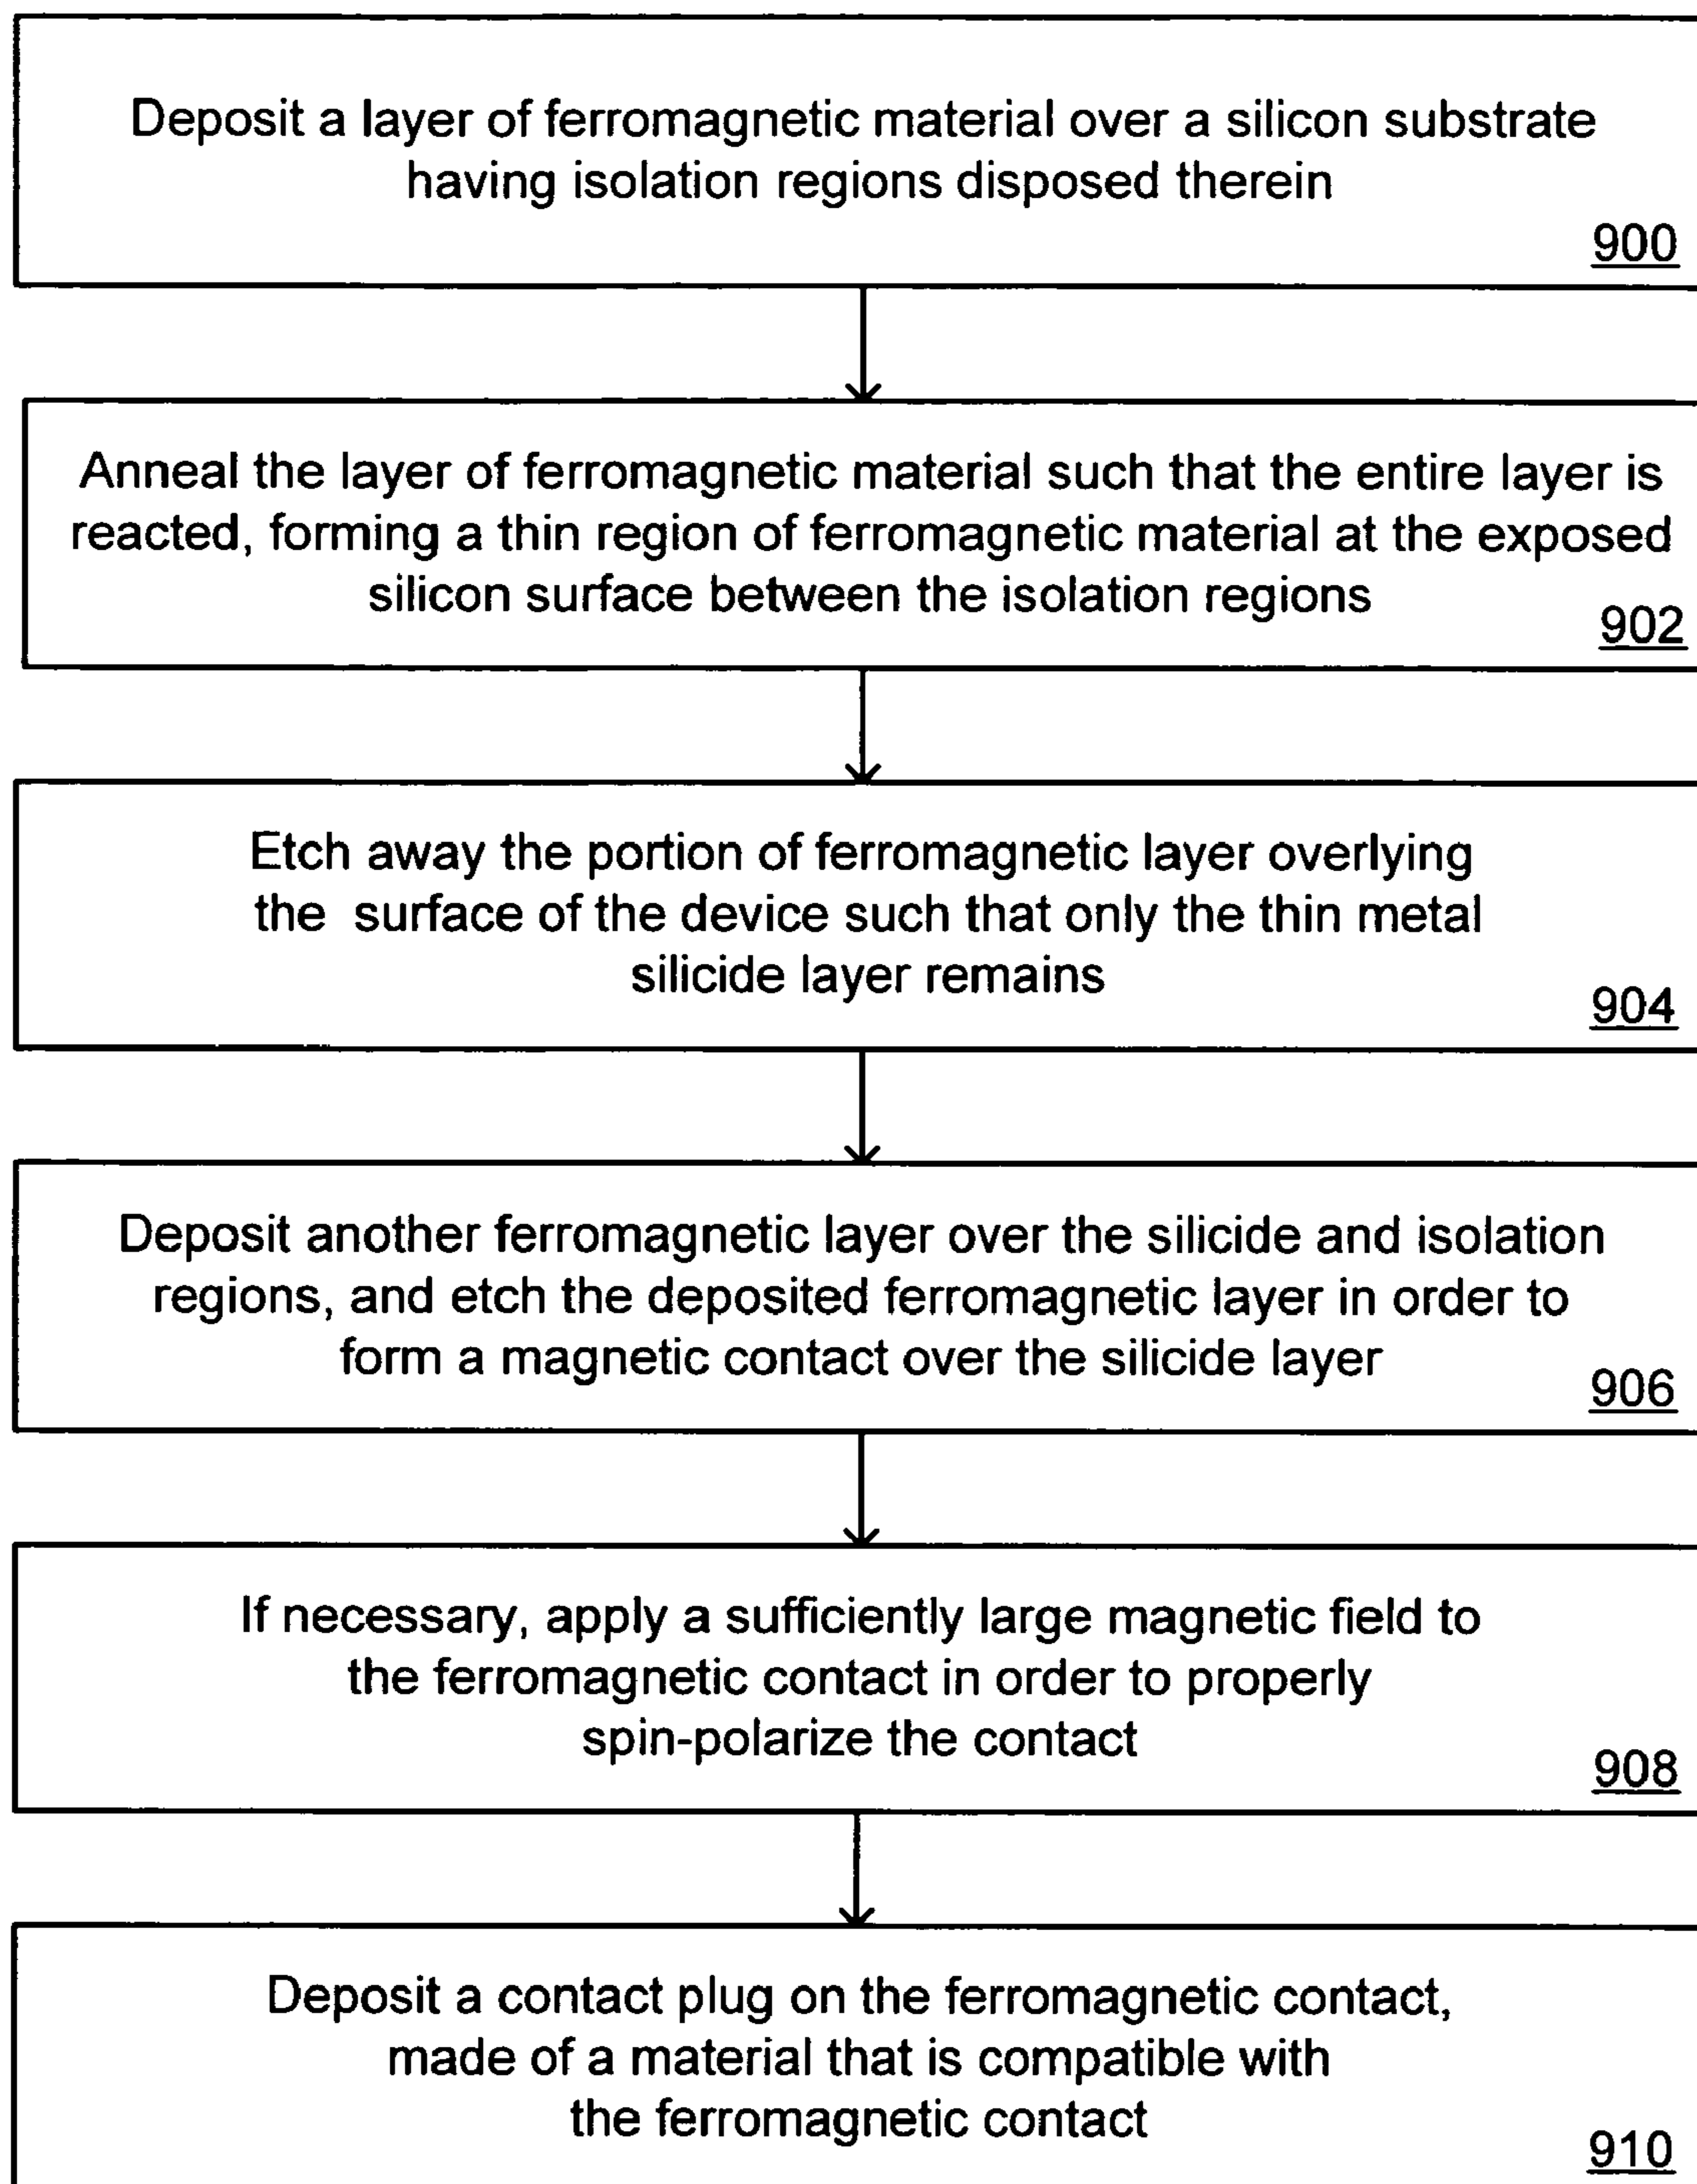 Deposit a layer of ferromagnetic material over a silicon substrate
having isolation regions disposed therein
900
Anneal the layer of ferromagnetic material such that the entire layer is
reacted, forming a thin region of ferromagnetic material at the exposed
silicon surface between the isolation regions
902
Etch away the portion of ferromagnetic layer overlying
the surface of the device such that only the thin metal
silicide layer remains
904
Deposit another ferromagnetic layer over the silicide and isolation
regions, and etch the deposited ferromagnetic layer in order to
form a magnetic contact over the silicide layer
906
If necessary, apply a sufficiently large magnetic field to
the ferromagnetic contact in order to properly
spin-polarize the contact
908
Deposit a contact plug on the ferromagnetic contact,
made of a material that is compatible with
the ferromagnetic contact
910